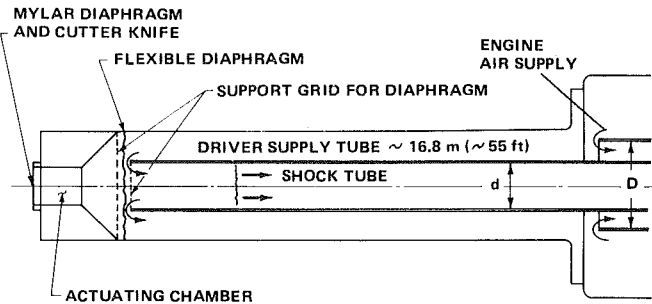 MYLAR DIAPHRAGM
AND CUTTER KNIFE
FLEXIBLE DIAPHRAGM
SUPPORT GRID FOR DIAPHRAGM
ENGINE
AIR SUPPLY
DRIVER SUPPLY TUBE ~ 16.8 m (~ 55 ft)
SHOCK TUBE
d
D
ACTUATING CHAMBER